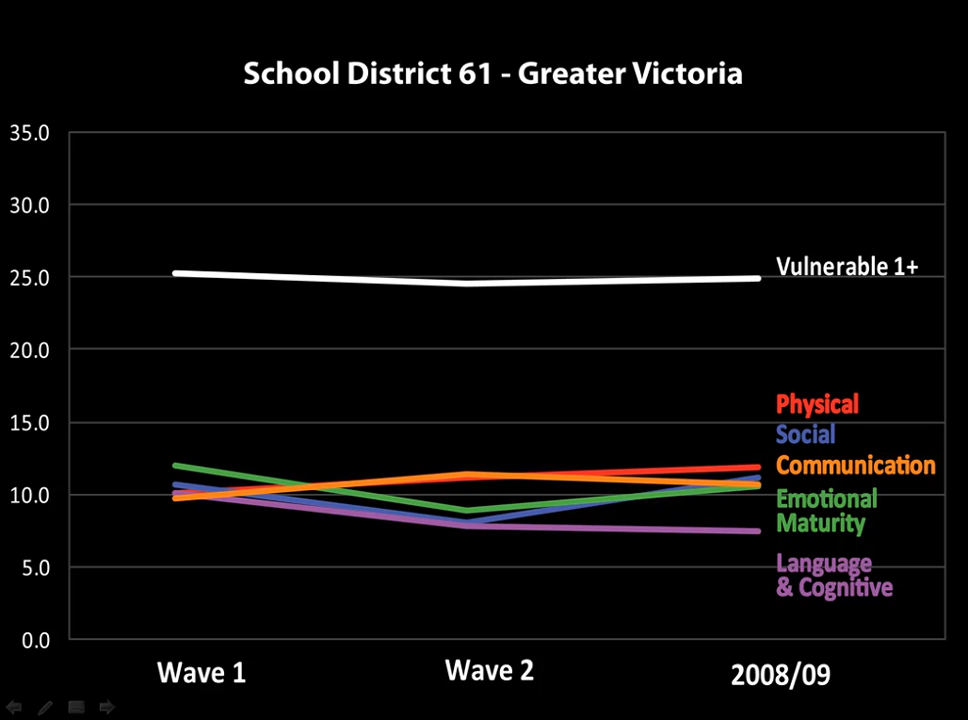 School District 61 - Greater Victoria
35.0
30.0
25.0
20.0
15.0
10.0
5.0
0.0
Vulnerable 1+
Physical
Social
Communication
Emotional
Maturity
Language
& Cognitive
Wave 1
Wave 2
2008/09